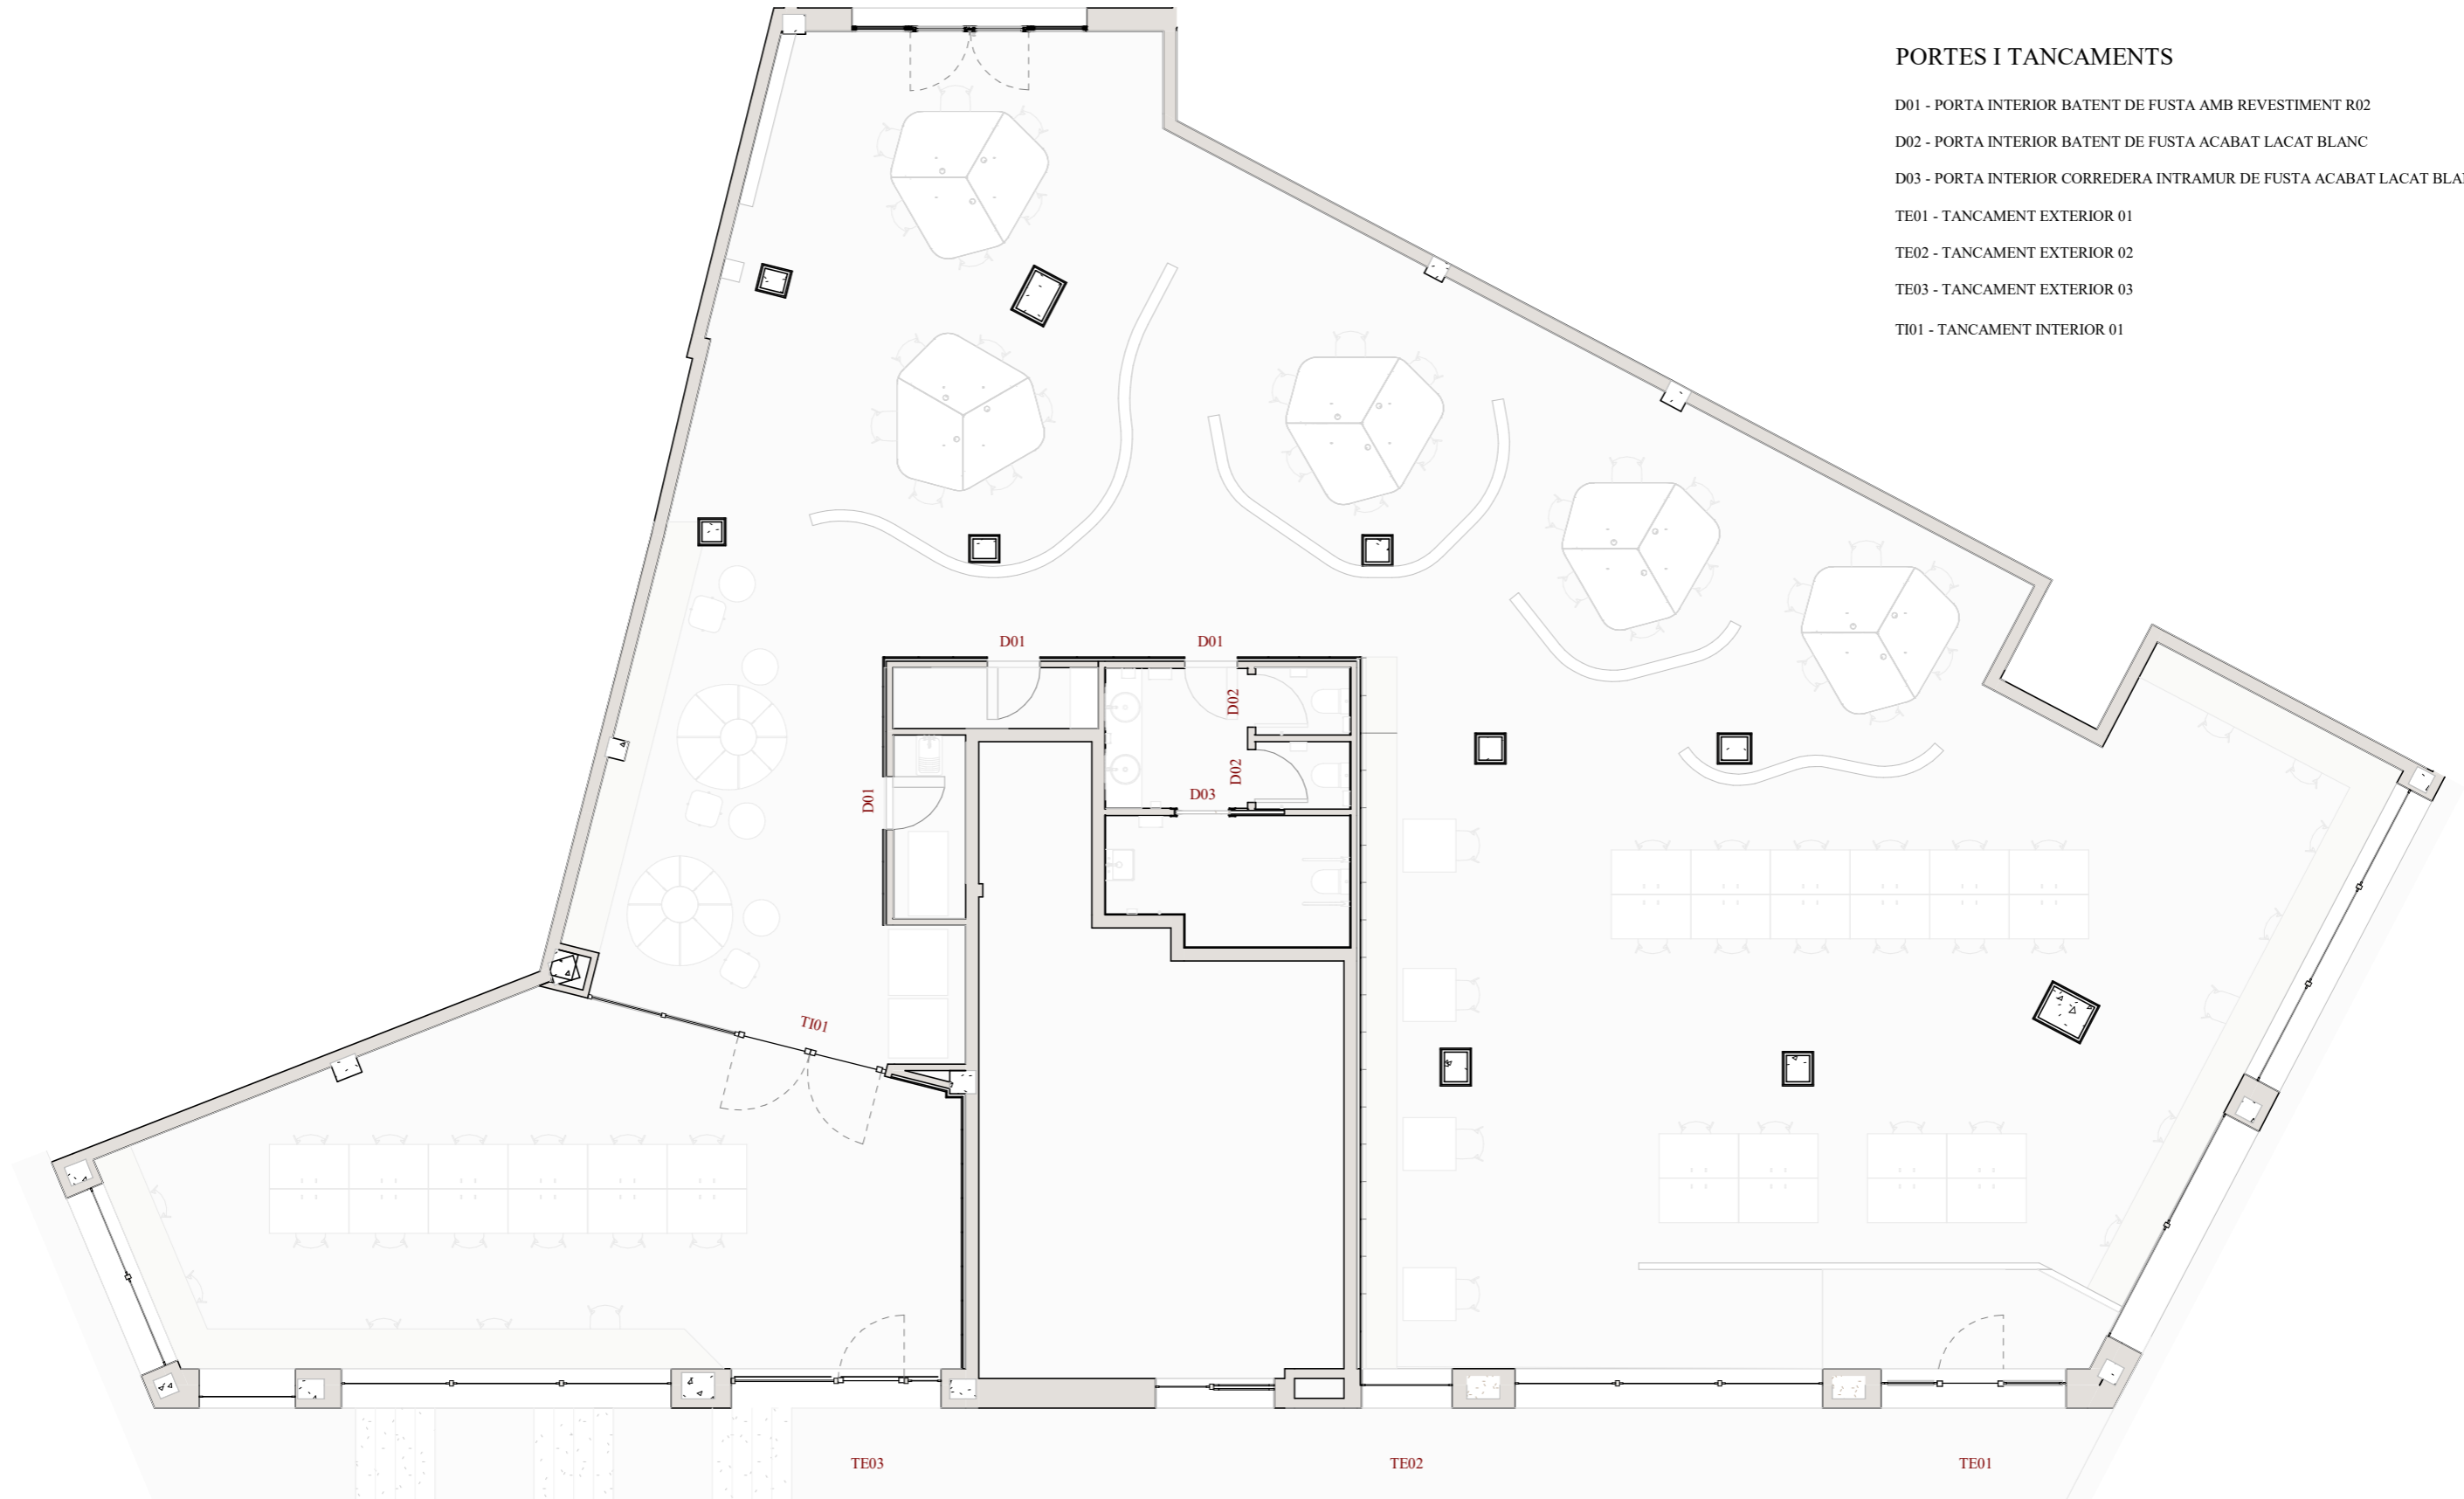 PORTES I TANCAMENTS
D01 - PORTA INTERIOR BATENT DE FUSTA AMB REVESTIMENT R02
D02 - PORTA INTERIOR BATENT DE FUSTA ACABAT LACAT BLANC
D03 - PORTA INTERIOR CORREDERA INTRAMUR DE FUSTA ACABAT LACAT
TE01 - TANCAMENT EXTERIOR 01
TE02 - TANCAMENT EXTERIOR 02
TE03 - TANCAMENT EXTERIOR 03
TI01 - TANCAMENT INTERIOR 01
D01
D01
D02
D02
D01
D03
TI01
TE03
TE02
TE01